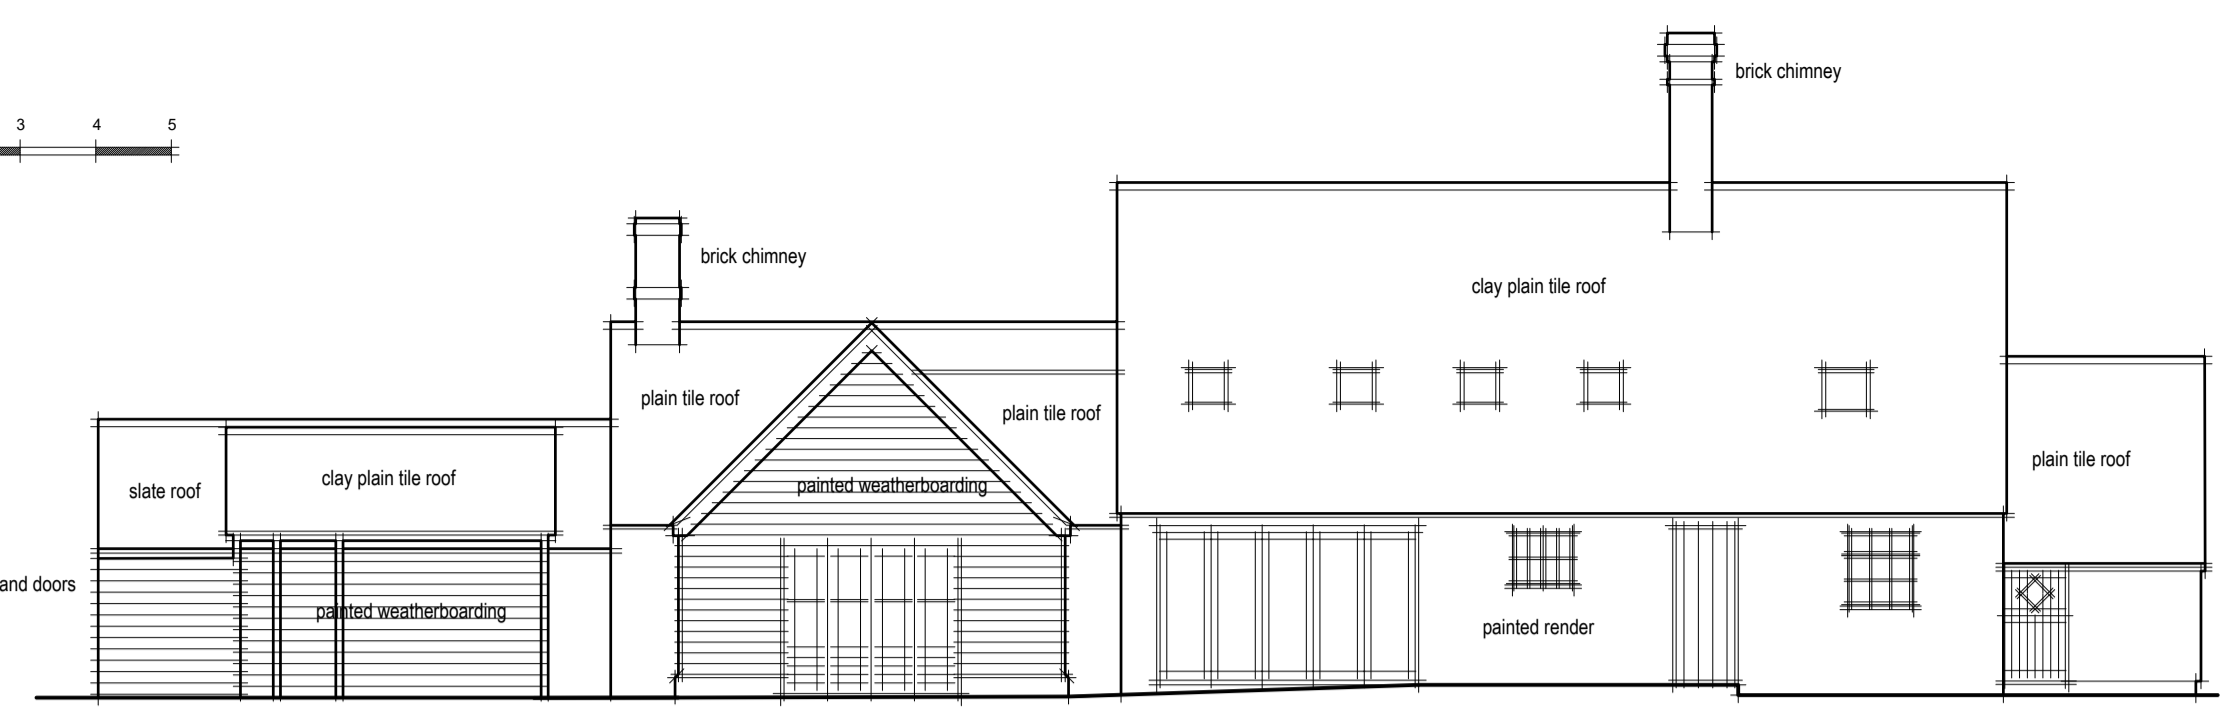 brick chimney
3 4 5
brick chimney
clay plain tile roof
plain tile roof
plain tile roof
plain tile roof
clay plain tile roof
slate roof
painted weatherboarding
and doors
painted weatherboarding
painted render